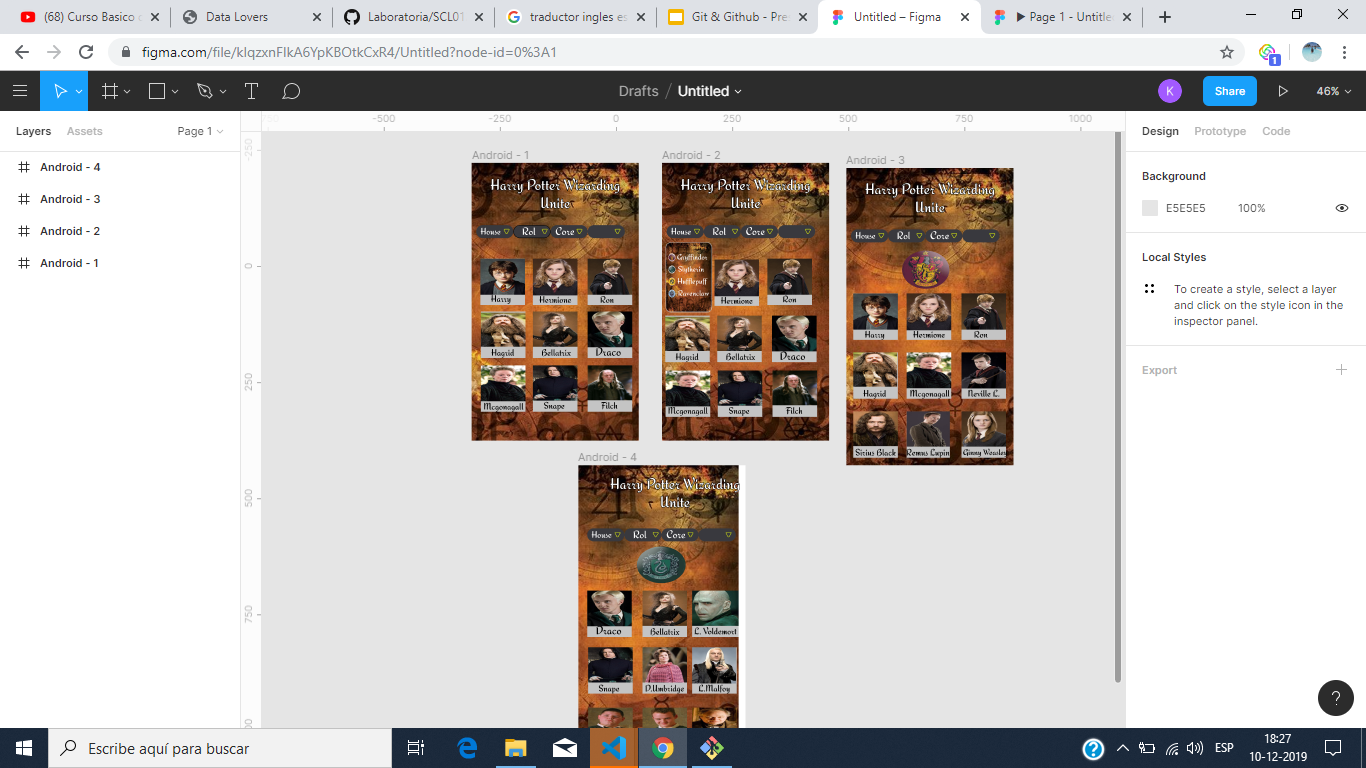 (68) Curso Basico d
Data Lovers
Laboratoria/SCL01
traductor ingles es
Git & Github - Pre
Untitled – Figma
▶ Page 1 - Untitle
figma.com/file/klqzxnFlkA6YpKBOtkCxR4/Untitled?node-id=0%3A1
1
Drafts / Untitled
K
Share
46%
Layers
Assets
Page 1
Android - 4
Android - 3
Android - 2
Android - 1
-500
-250
0
250
500
750
1000
-250
0
250
500
750
Android - 1
Harry Potter Wizarding
Unite
House Rol Core
Harry Hermione Ron
Hagrid Bellatrix Draco
Mcgonagall Snape Filch
Android - 2
Harry Potter Wizarding
Unite
House Rol Core
Gryffindor
Slytherin
Hufflepuff
Ravenclaw
Hermione Ron
Hagrid Bellatrix Draco
Mcgonagall Snape Filch
Android - 3
Harry Potter Wizarding
Unite
House Rol Core
Harry Hermione Ron
Hagrid Mcgonagall Neville L.
Sirius Black Remus Lupin Ginny Weasley
Android - 4
Harry Potter Wizarding
Unite
House Rol Core
Draco Bellatrix L. Voldemort
Snape D.Umbridge L.Malfoy
Design
Prototype
Code
Background
E5E5E5
100%
Local Styles
To create a style, select a layer
and click on the style icon in the
inspector panel.
Export
?
Escribe aquí para buscar
ESP
18:27
10-12-2019